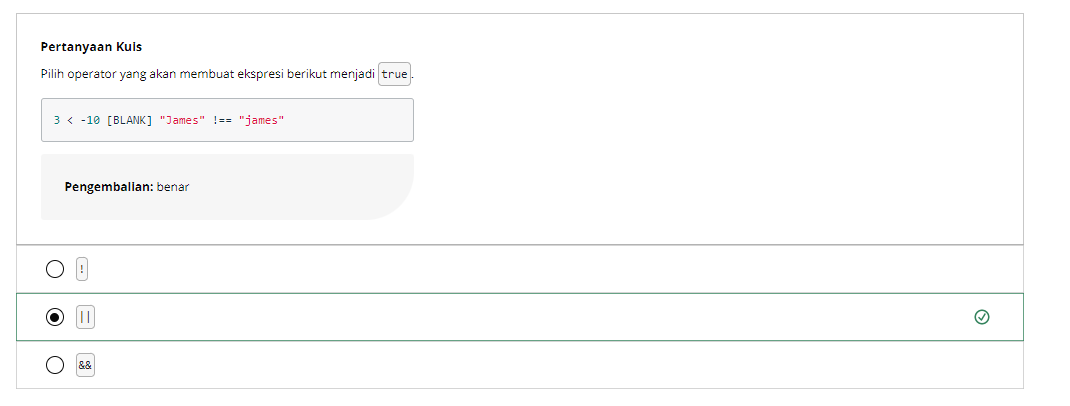 Pertanyaan Kuis
Pilih operator yang akan membuat ekspresi berikut menjadi true.
3 < -10 [BLANK] "James" !== "james"
Pengembalian: benar
!
||
&&